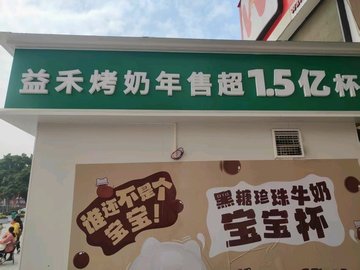 益禾烤奶年售超1.5亿杯
谁还不是个
宝宝!
黑糖珍珠牛奶
宝宝杯